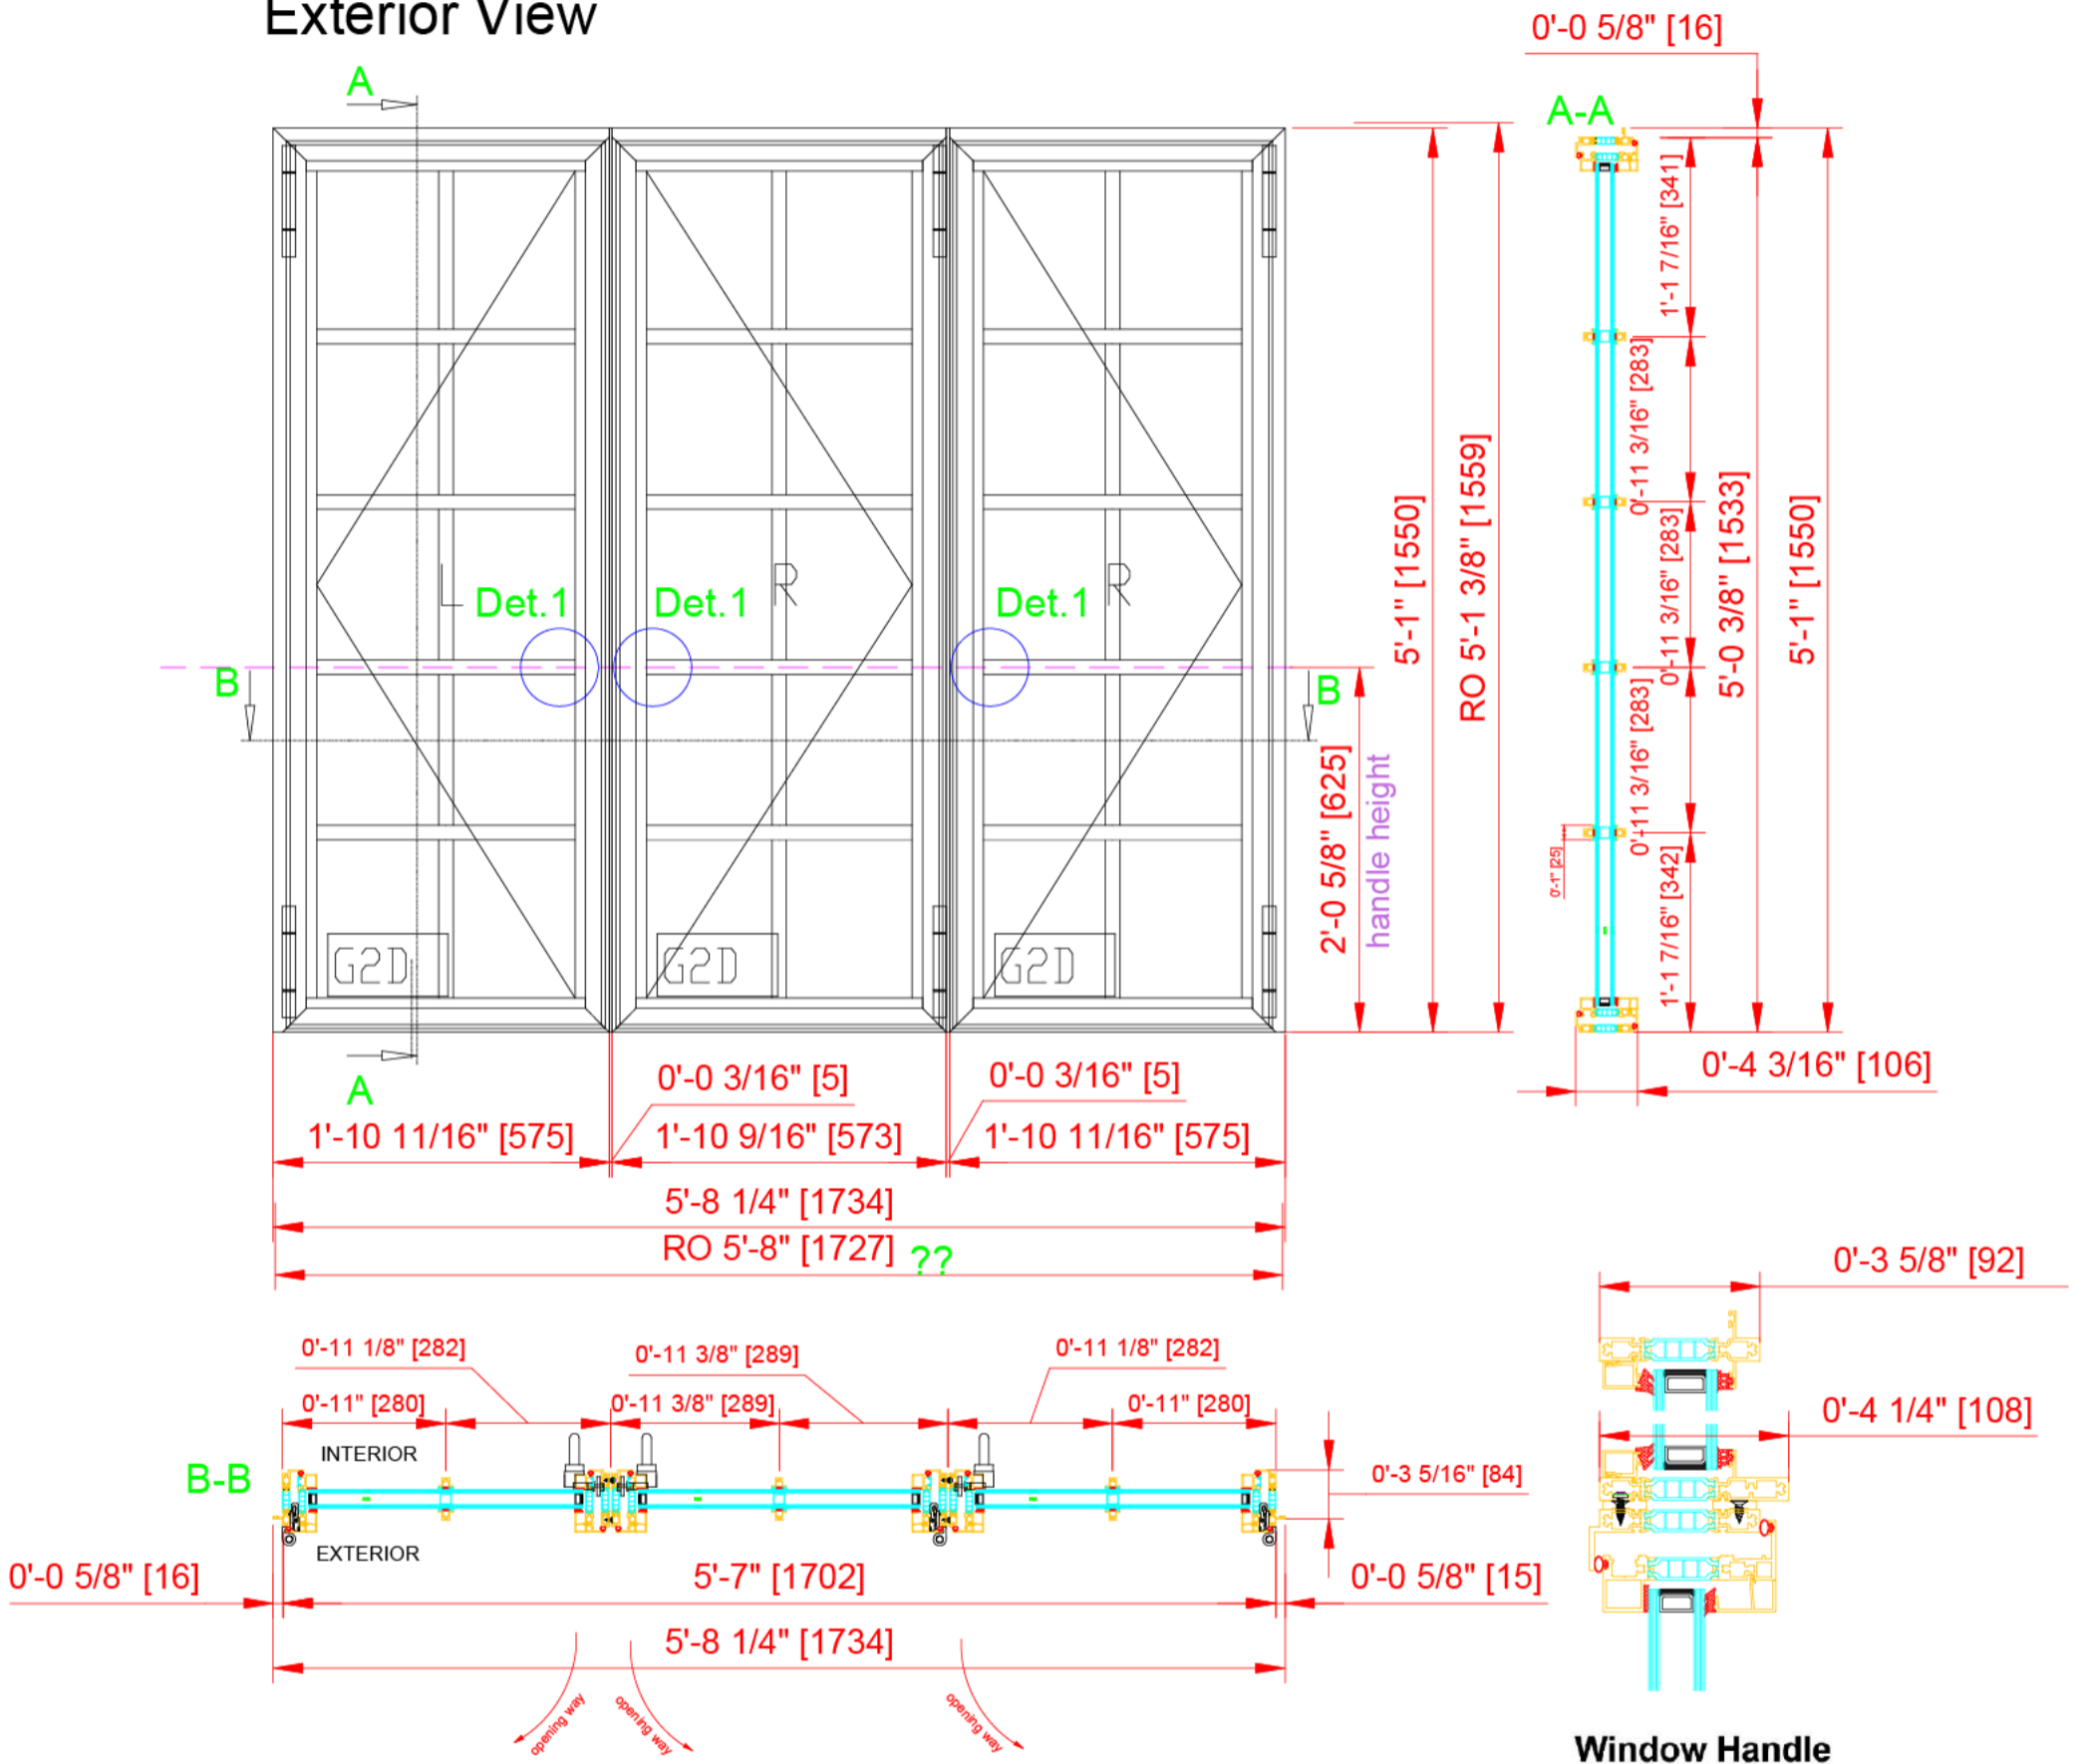 Exterior View
0'-0 5/8" [16]
A
A-A
1'-1 7/16" [341]
0'-11 3/16" [283]
0'-11 3/16" [283]
0'-11 3/16" [283]
1'-1 7/16" [342]
0'-1" [25]
5'-0 3/8" [1533]
5'-1" [1550]
5'-1" [1550]
RO 5'-1 3/8" [1559]
L
Det.1
Det.1
R
Det.1
R
B
B
2'-0 5/8" [625]
handle height
G2D
G2D
G2D
A
0'-0 3/16" [5]
0'-0 3/16" [5]
0'-4 3/16" [106]
1'-10 11/16" [575]
1'-10 9/16" [573]
1'-10 11/16" [575]
5'-8 1/4" [1734]
RO 5'-8" [1727] ??
0'-3 5/8" [92]
0'-11 1/8" [282]
0'-11 3/8" [289]
0'-11 1/8" [282]
0'-11" [280]
0'-11 3/8" [289]
0'-11" [280]
0'-4 1/4" [108]
INTERIOR
B-B
0'-3 5/16" [84]
EXTERIOR
0'-0 5/8" [16]
5'-7" [1702]
0'-0 5/8" [15]
5'-8 1/4" [1734]
opening way
opening way
opening way
Window Handle